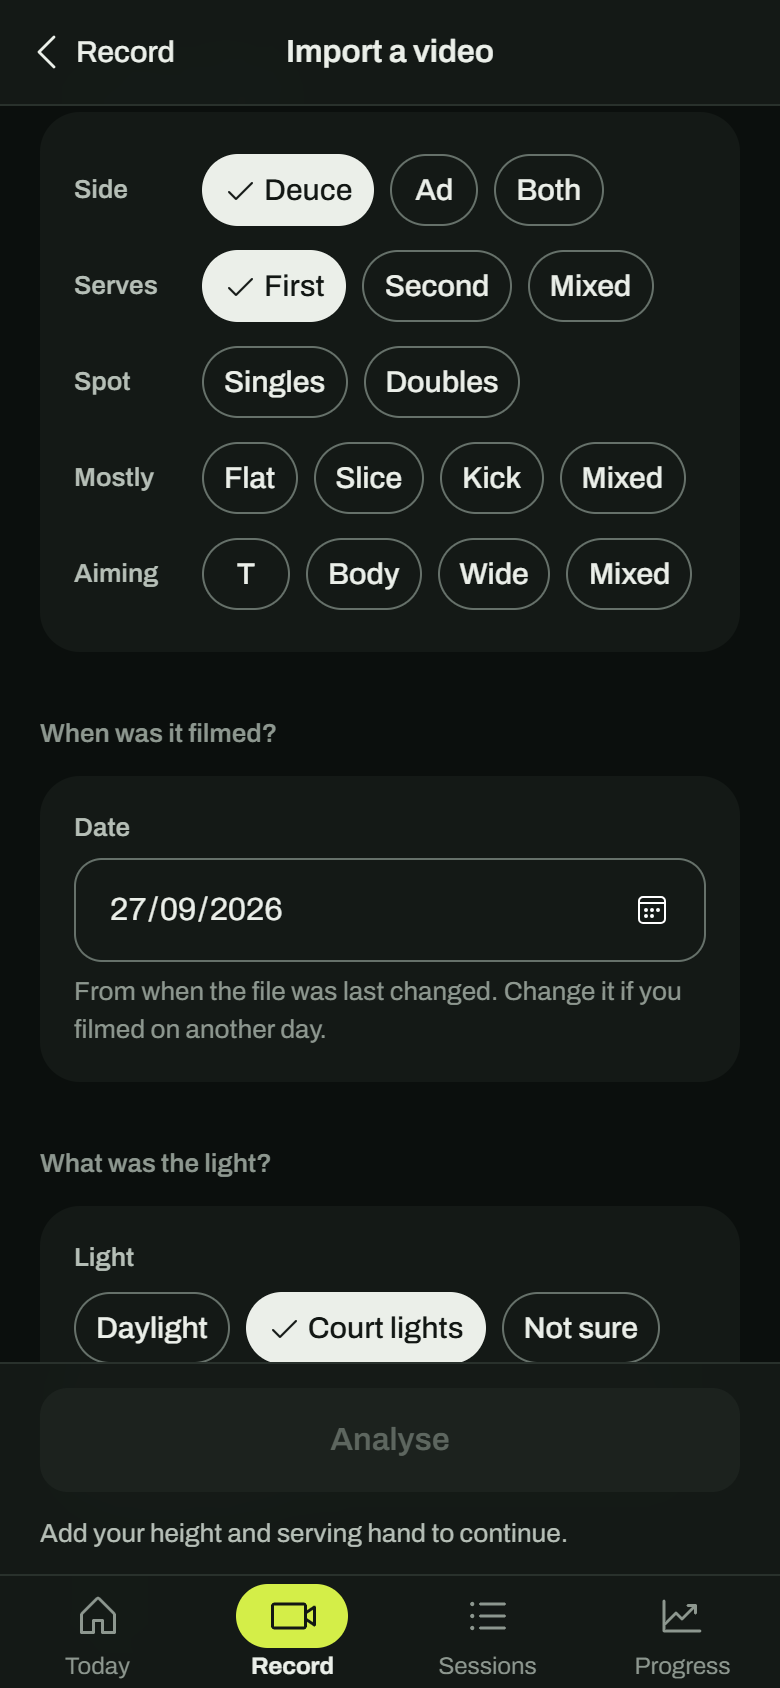 Record
Import a video
Side Deuce Ad Both
Serves First Second Mixed
Spot Singles Doubles
Mostly Flat Slice Kick Mixed
Aiming T Body Wide Mixed
When was it filmed?
Date
27/09/2026
From when the file was last changed. Change it if you
filmed on another day.
What was the light?
Light
Daylight Court lights Not sure
Analyse
Add your height and serving hand to continue.
Today Record Sessions Progress